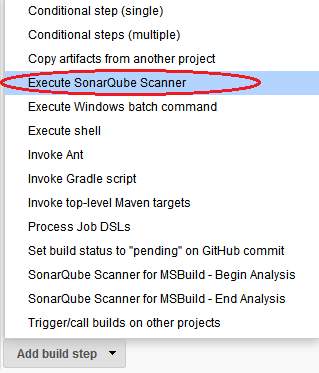 Conditional step (single)
Conditional steps (multiple)
Copy artifacts from another project
Execute SonarQube Scanner
Execute Windows batch command
Execute shell
Invoke Ant
Invoke Gradle script
Invoke top-level Maven targets
Process Job DSLs
Set build status to "pending" on GitHub commit
SonarQube Scanner for MSBuild - Begin Analysis
SonarQube Scanner for MSBuild - End Analysis
Trigger/call builds on other projects
Add build step